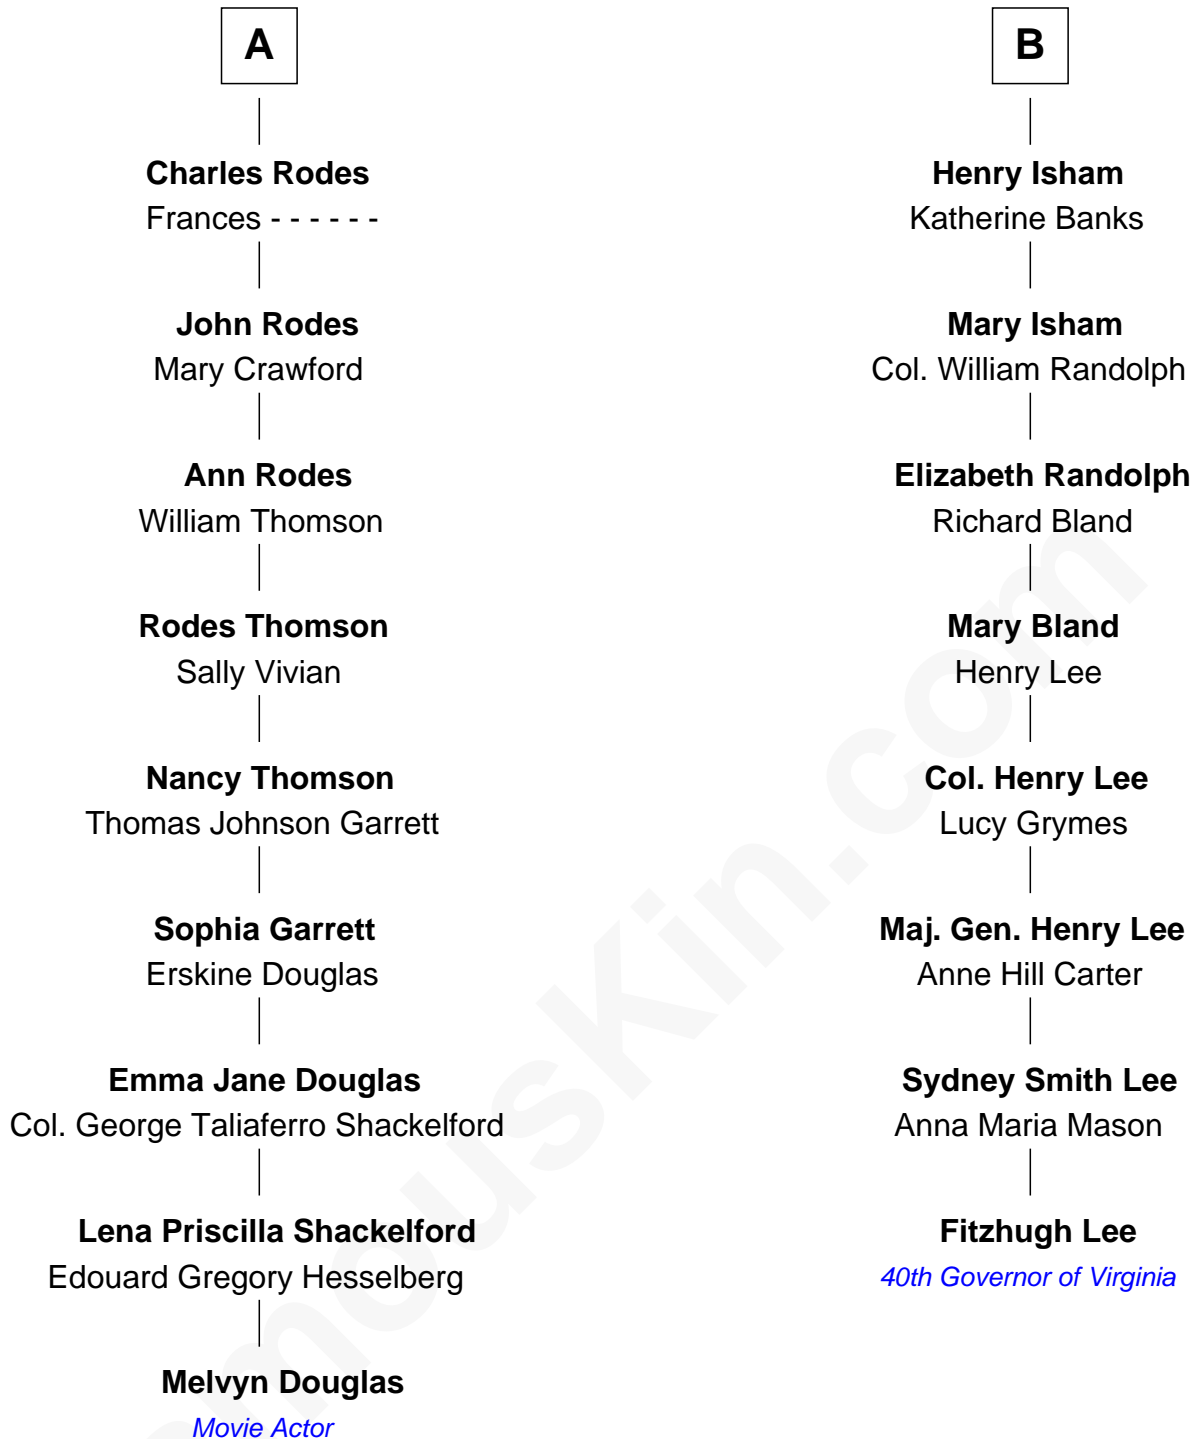 A
Charles Rodes
Frances - - - - - -
John Rodes
Mary Crawford
Ann Rodes
William Thomson
Rodes Thomson
Sally Vivian
Nancy Thomson
Thomas Johnson Garrett
Sophia Garrett
Erskine Douglas
Emma Jane Douglas
Col. George Taliaferro Shackelford
Lena Priscilla Shackelford
Edouard Gregory Hesselberg
Melvyn Douglas
Movie Actor
B
Henry Isham
Katherine Banks
Mary Isham
Col. William Randolph
Elizabeth Randolph
Richard Bland
Mary Bland
Henry Lee
Col. Henry Lee
Lucy Grymes
Maj. Gen. Henry Lee
Anne Hill Carter
Sydney Smith Lee
Anna Maria Mason
Fitzhugh Lee
40th Governor of Virginia
mousKin.com